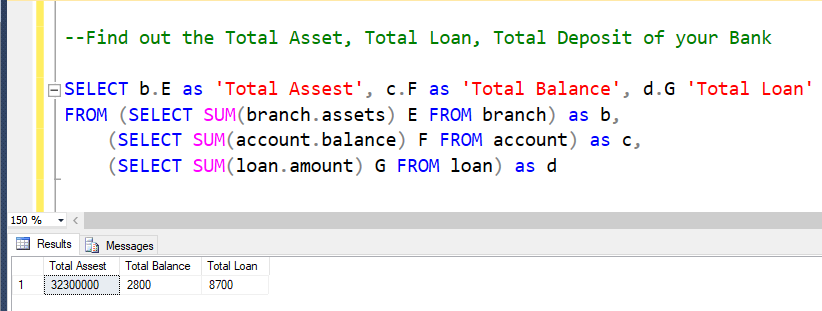 --Find out the Total Asset, Total Loan, Total Deposit of your Bank
SELECT b.E as 'Total Assest', c.F as 'Total Balance', d.G 'Total Loan'
FROM (SELECT SUM(branch.assets) E FROM branch) as b,
(SELECT SUM(account.balance) F FROM account) as c,
(SELECT SUM(loan.amount) G FROM loan) as d
150 %
Results Messages
Total Assest Total Balance Total Loan
1 32300000 2800 8700